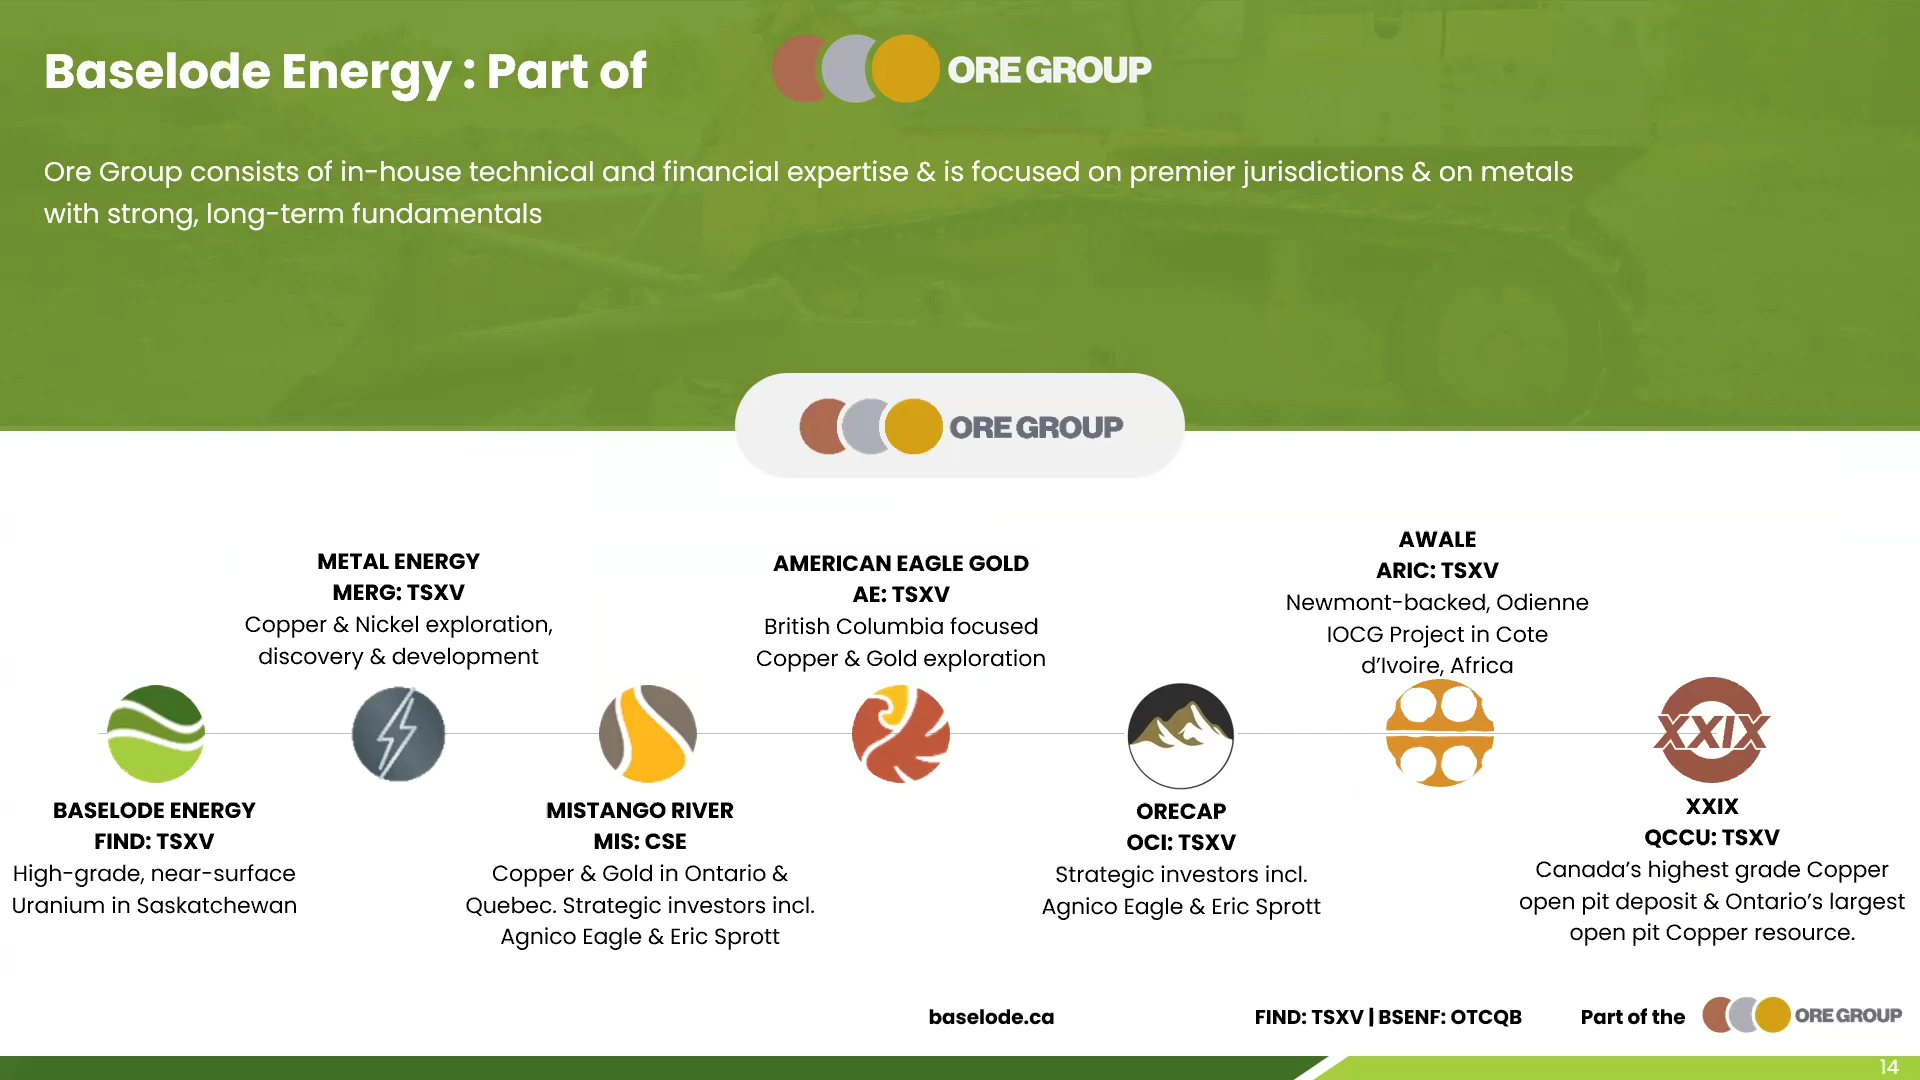 Baselode Energy : Part of
ORE GROUP
Ore Group consists of in-house technical and financial expertise & is focused on premier jurisdictions & on metals
with strong, long-term fundamentals
ORE GROUP
METAL ENERGY
MERG: TSXV
Copper & Nickel exploration,
discovery & development
AMERICAN EAGLE GOLD
AE: TSXV
British Columbia focused
Copper & Gold exploration
AWALE
ARIC: TSXV
Newmont-backed, Odienne
IOCG Project in Cote
d’Ivoire, Africa
XXIX
BASELODE ENERGY
FIND: TSXV
High-grade, near-surface
Uranium in Saskatchewan
MISTANGO RIVER
MIS: CSE
Copper & Gold in Ontario &
Quebec. Strategic investors incl.
Agnico Eagle & Eric Sprott
ORECAP
OCI: TSXV
Strategic investors incl.
Agnico Eagle & Eric Sprott
XXIX
QCCU: TSXV
Canada’s highest grade Copper
open pit deposit & Ontario’s largest
open pit Copper resource.
baselode.ca
FIND: TSXV | BSENF: OTCQB
Part of the
ORE GROUP
14